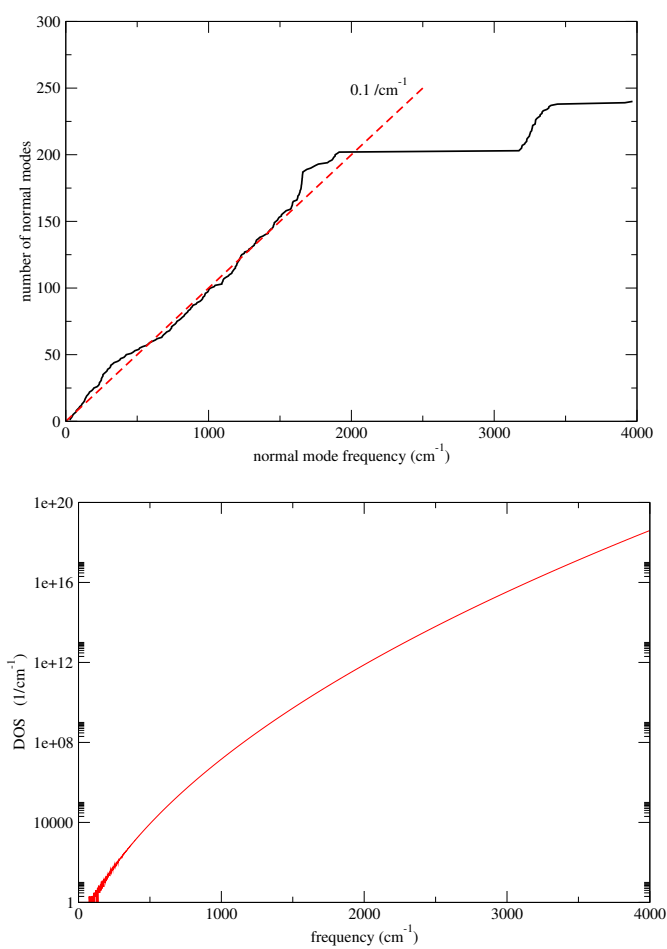 300
250
200
150
100
50
0
number of normal modes
0.1 /cm-1
0 1000 2000 3000 4000
normal mode frequency (cm-1)
1e+20
1e+16
1e+12
1e+08
10000
1
DOS (1/cm-1)
0 1000 2000 3000 4000
frequency (cm-1)